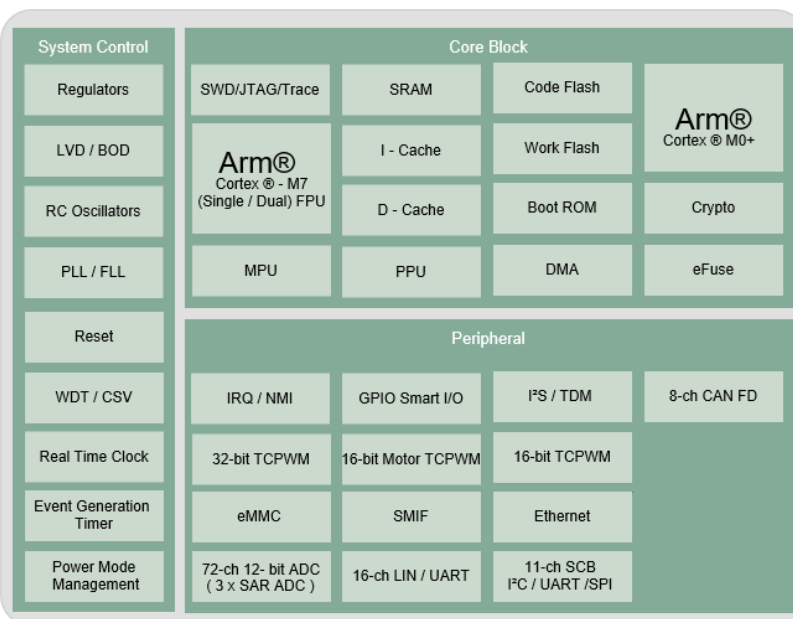 System Control
Regulators
LVD / BOD
RC Oscillators
PLL / FLL
Reset
WDT / CSV
Real Time Clock
Event Generation
Timer
Power Mode
Management
Core Block
SWD/JTAG/Trace
SRAM
Code Flash
Arm®
Cortex ® M0+
Arm®
Cortex ® - M7
(Single / Dual) FPU
I - Cache
Work Flash
D - Cache
Boot ROM
Crypto
MPU
PPU
DMA
eFuse
Peripheral
IRQ / NMI
GPIO Smart I/O
I²S / TDM
8-ch CAN FD
32-bit TCPWM
16-bit Motor TCPWM
16-bit TCPWM
eMMC
SMIF
Ethernet
72-ch 12- bit ADC
( 3 x SAR ADC )
16-ch LIN / UART
11-ch SCB
I²C / UART /SPI